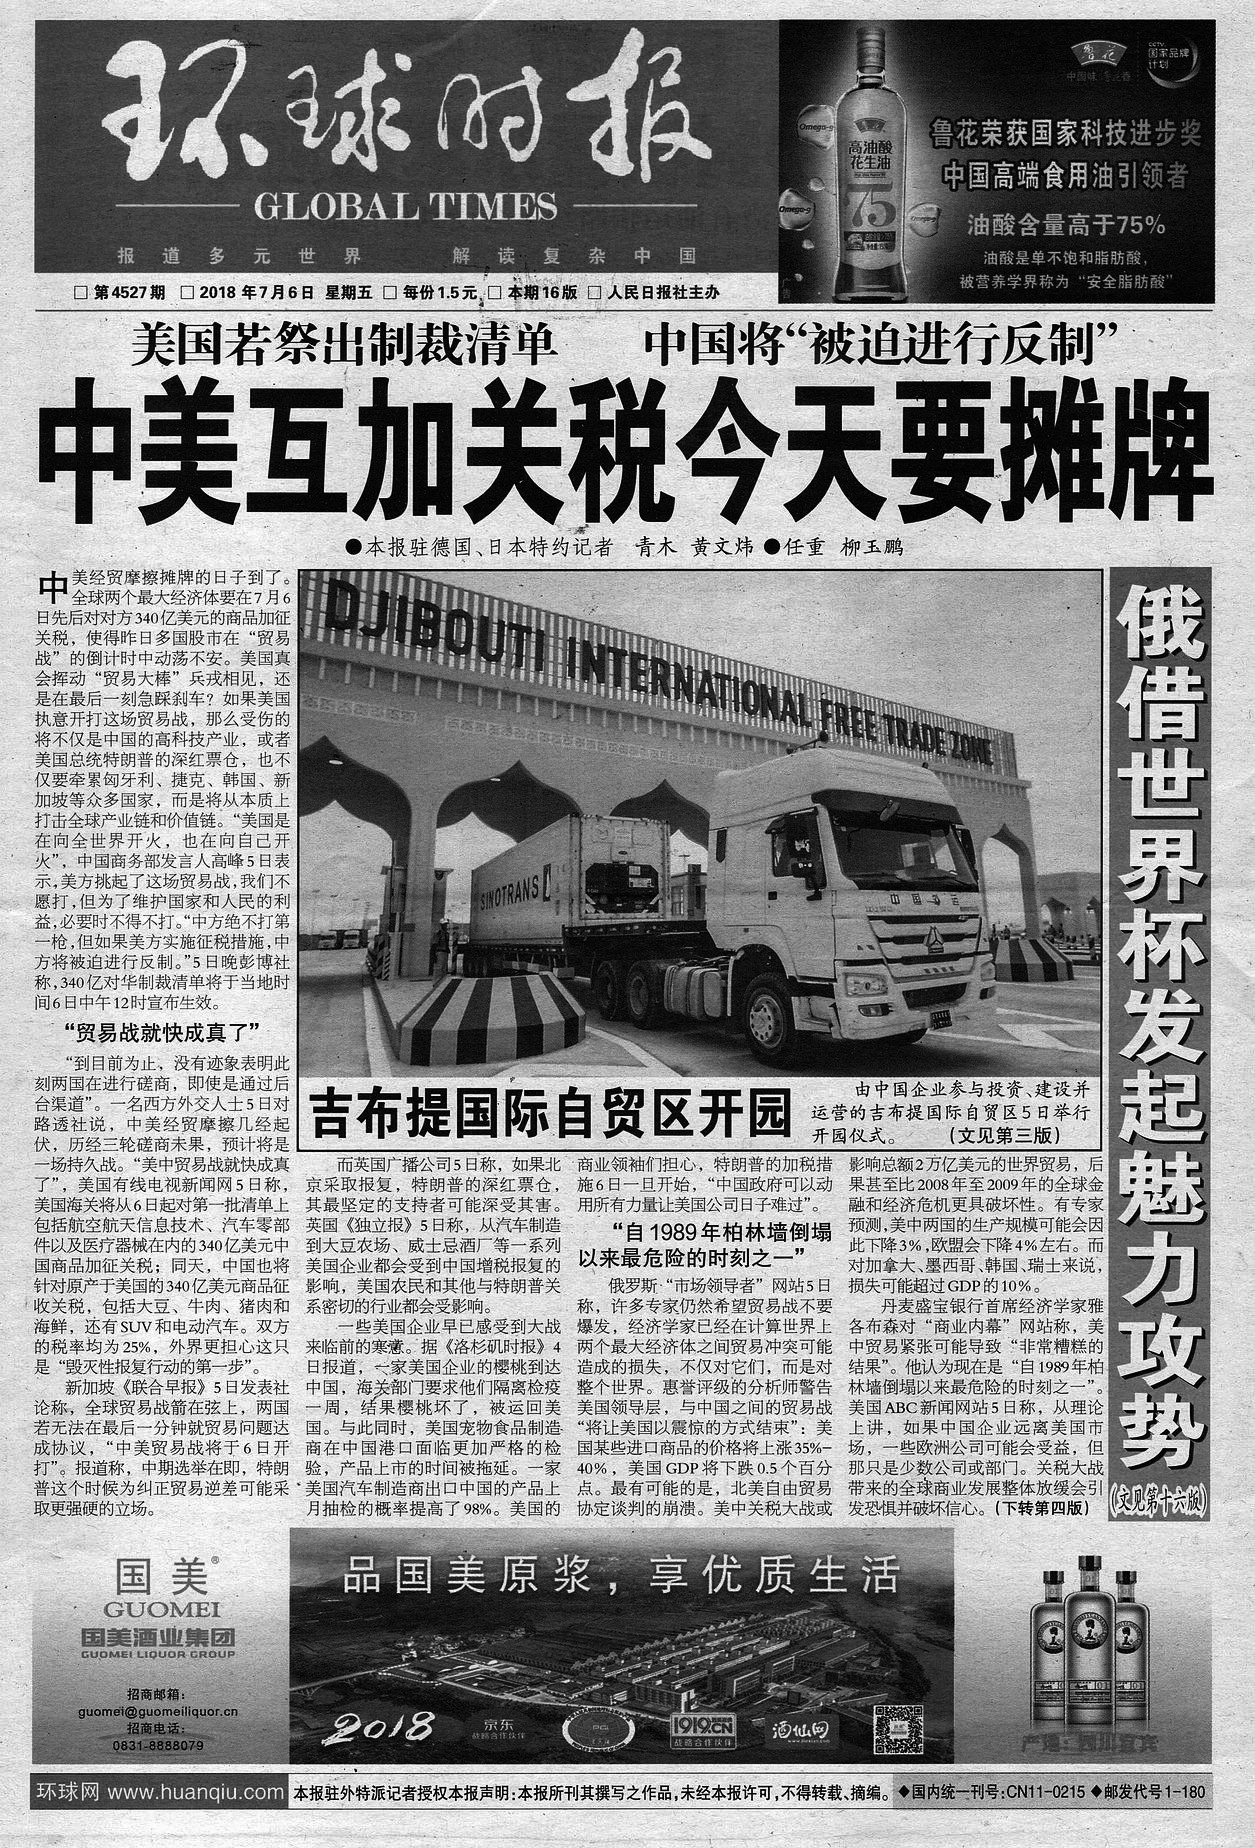 环球时报
GLOBAL TIMES
报道多元世界 解读复杂中国
鲁花
中国味
CCTV
国家品牌
计划
Omega-9
Omega-9
Omega-9
高油酸
花生油
75
鲁花荣获国家科技进步奖
中国高端食用油引领者
油酸含量高于75%
油酸是单不饱和脂肪酸，
被营养学界称为“安全脂肪酸”
□ 第4527期 □ 2018年7月6日 星期五 □ 每份1.5元 □ 本期16版 □ 人民日报社主办
美国若祭出制裁清单 中国将“被迫进行反制”
中美互加关税今天要摊牌
●本报驻德国、日本特约记者 青木 黄文炜 ●任重 柳玉鹏
中美经贸摩擦摊牌的日子到了。
全球两个最大经济体要在7月6
日先后对对方340亿美元的商品加征
关税，使得昨日多国股市在“贸易
战”的倒计时中动荡不安。美国真
会挥动“贸易大棒”兵戎相见，还
是在最后一刻急踩刹车？如果美国
执意开打这场贸易战，那么受伤的
将不仅是中国的高科技产业，或者
美国总统特朗普的深红票仓，也不
仅要牵累匈牙利、捷克、韩国、新
加坡等众多国家，而是将从本质上
打击全球产业链和价值链。“美国是
在向全世界开火，也在向自己开
火”，中国商务部发言人高峰5日表
示，美方挑起了这场贸易战，我们不
愿打，但为了维护国家和人民的利
益，必要时不得不打。“中方绝不打第
一枪，但如果美方实施征税措施，中
方将被迫进行反制。”5日晚彭博社
称，340亿对华制裁清单将于当地时
间6日中午12时宣布生效。
“贸易战就快成真了”
“到目前为止，没有迹象表明此
刻两国在进行磋商，即使是通过后
台渠道”。一名西方外交人士5日对
路透社说，中美经贸摩擦几经起
伏，历经三轮磋商未果，预计将是
一场持久战。“美中贸易战就快成真
了”，美国有线电视新闻网5日称，
美国海关将从6日起对第一批清单上
包括航空航天信息技术、汽车零部
件以及医疗器械在内的340亿美元中
国商品加征关税；同天，中国也将
针对原产于美国的340亿美元商品征
收关税，包括大豆、牛肉、猪肉和
海鲜，还有SUV和电动汽车。双方
的税率均为25%，外界更担心这只
是“毁灭性报复行动的第一步”。
新加坡《联合早报》5日发表社
论称，全球贸易战箭在弦上，两国
若无法在最后一分钟就贸易问题达
成协议，“中美贸易战将于6日开
打”。报道称，中期选举在即，特朗
普这个时候为纠正贸易逆差可能采
取更强硬的立场。
DJIBOUTI INTERNATIONAL FREE TRADE ZONE
SINOTRANS
中国外运
吉布提国际自贸区开园
由中国企业参与投资、建设并
运营的吉布提国际自贸区5日举行
开园仪式。 （文见第三版）
而英国广播公司5日称，如果北
京采取报复，特朗普的深红票仓，
其最坚定的支持者可能深受其害。
英国《独立报》5日称，从汽车制造
到大豆农场、威士忌酒厂等一系列
美国企业都会受到中国增税报复的
影响，美国农民和其他与特朗普关
系密切的行业都会受影响。
一些美国企业早已感受到大战
来临前的寒意。据《洛杉矶时报》4
日报道，一家美国企业的樱桃到达
中国，海关部门要求他们隔离检疫
一周，结果樱桃坏了，被运回美
国。与此同时，美国宠物食品制造
商在中国港口面临更加严格的检
验，产品上市的时间被拖延。一家
美国汽车制造商出口中国的产品上
月抽检的概率提高了98%。美国的
商业领袖们担心，特朗普的加税措
施6日一旦开始，“中国政府可以动
用所有力量让美国公司日子难过”。
“自1989年柏林墙倒塌
以来最危险的时刻之一”
俄罗斯“市场领导者”网站5日
称，许多专家仍然希望贸易战不要
爆发，经济学家已经在计算世界上
两个最大经济体之间贸易冲突可能
造成的损失，不仅对它们，而是对
整个世界。惠誉评级的分析师警告
美国领导层，与中国之间的贸易战
“将让美国以震惊的方式结束”：美
国某些进口商品的价格将上涨35%-
40%，美国GDP将下跌0.5个百分
点。最有可能的是，北美自由贸易
协定谈判的崩溃。美中关税大战或
影响总额2万亿美元的世界贸易，后
果甚至比2008年至2009年的全球金
融和经济危机更具破坏性。有专家
预测，美中两国的生产规模可能会因
此下降3%，欧盟会下降4%左右。而
对加拿大、墨西哥、韩国、瑞士来说，
损失可能超过GDP的10%。
丹麦盛宝银行首席经济学家雅
各布森对“商业内幕”网站称，美
中贸易紧张可能导致“非常糟糕的
结果”。他认为现在是“自1989年柏
林墙倒塌以来最危险的时刻之一”。
美国ABC新闻网站5日称，从理论
上讲，如果中国企业远离美国市
场，一些欧洲公司可能会受益，但
那只是少数公司或部门。关税大战
带来的全球商业发展整体放缓会引
发恐惧并破坏信心。（下转第四版）
俄借世界杯发起魅力攻势
（文见第十六版）
国美®
GUOMEI
国美酒业集团
GUOMEI LIQUOR GROUP
招商邮箱：
guomei@guomeiliquor.cn
招商电话：
0831-8888079
品国美原浆，享优质生活
2018
京东
战略合作伙伴
1919.CN
战略合作伙伴
酒仙网
产地·四川宜宾
环球网 www.huanqiu.com
本报驻外特派记者授权本报声明：本报所刊其撰写之作品，未经本报许可，不得转载、摘编。
◆国内统一刊号：CN11-0215 ◆邮发代号1-180